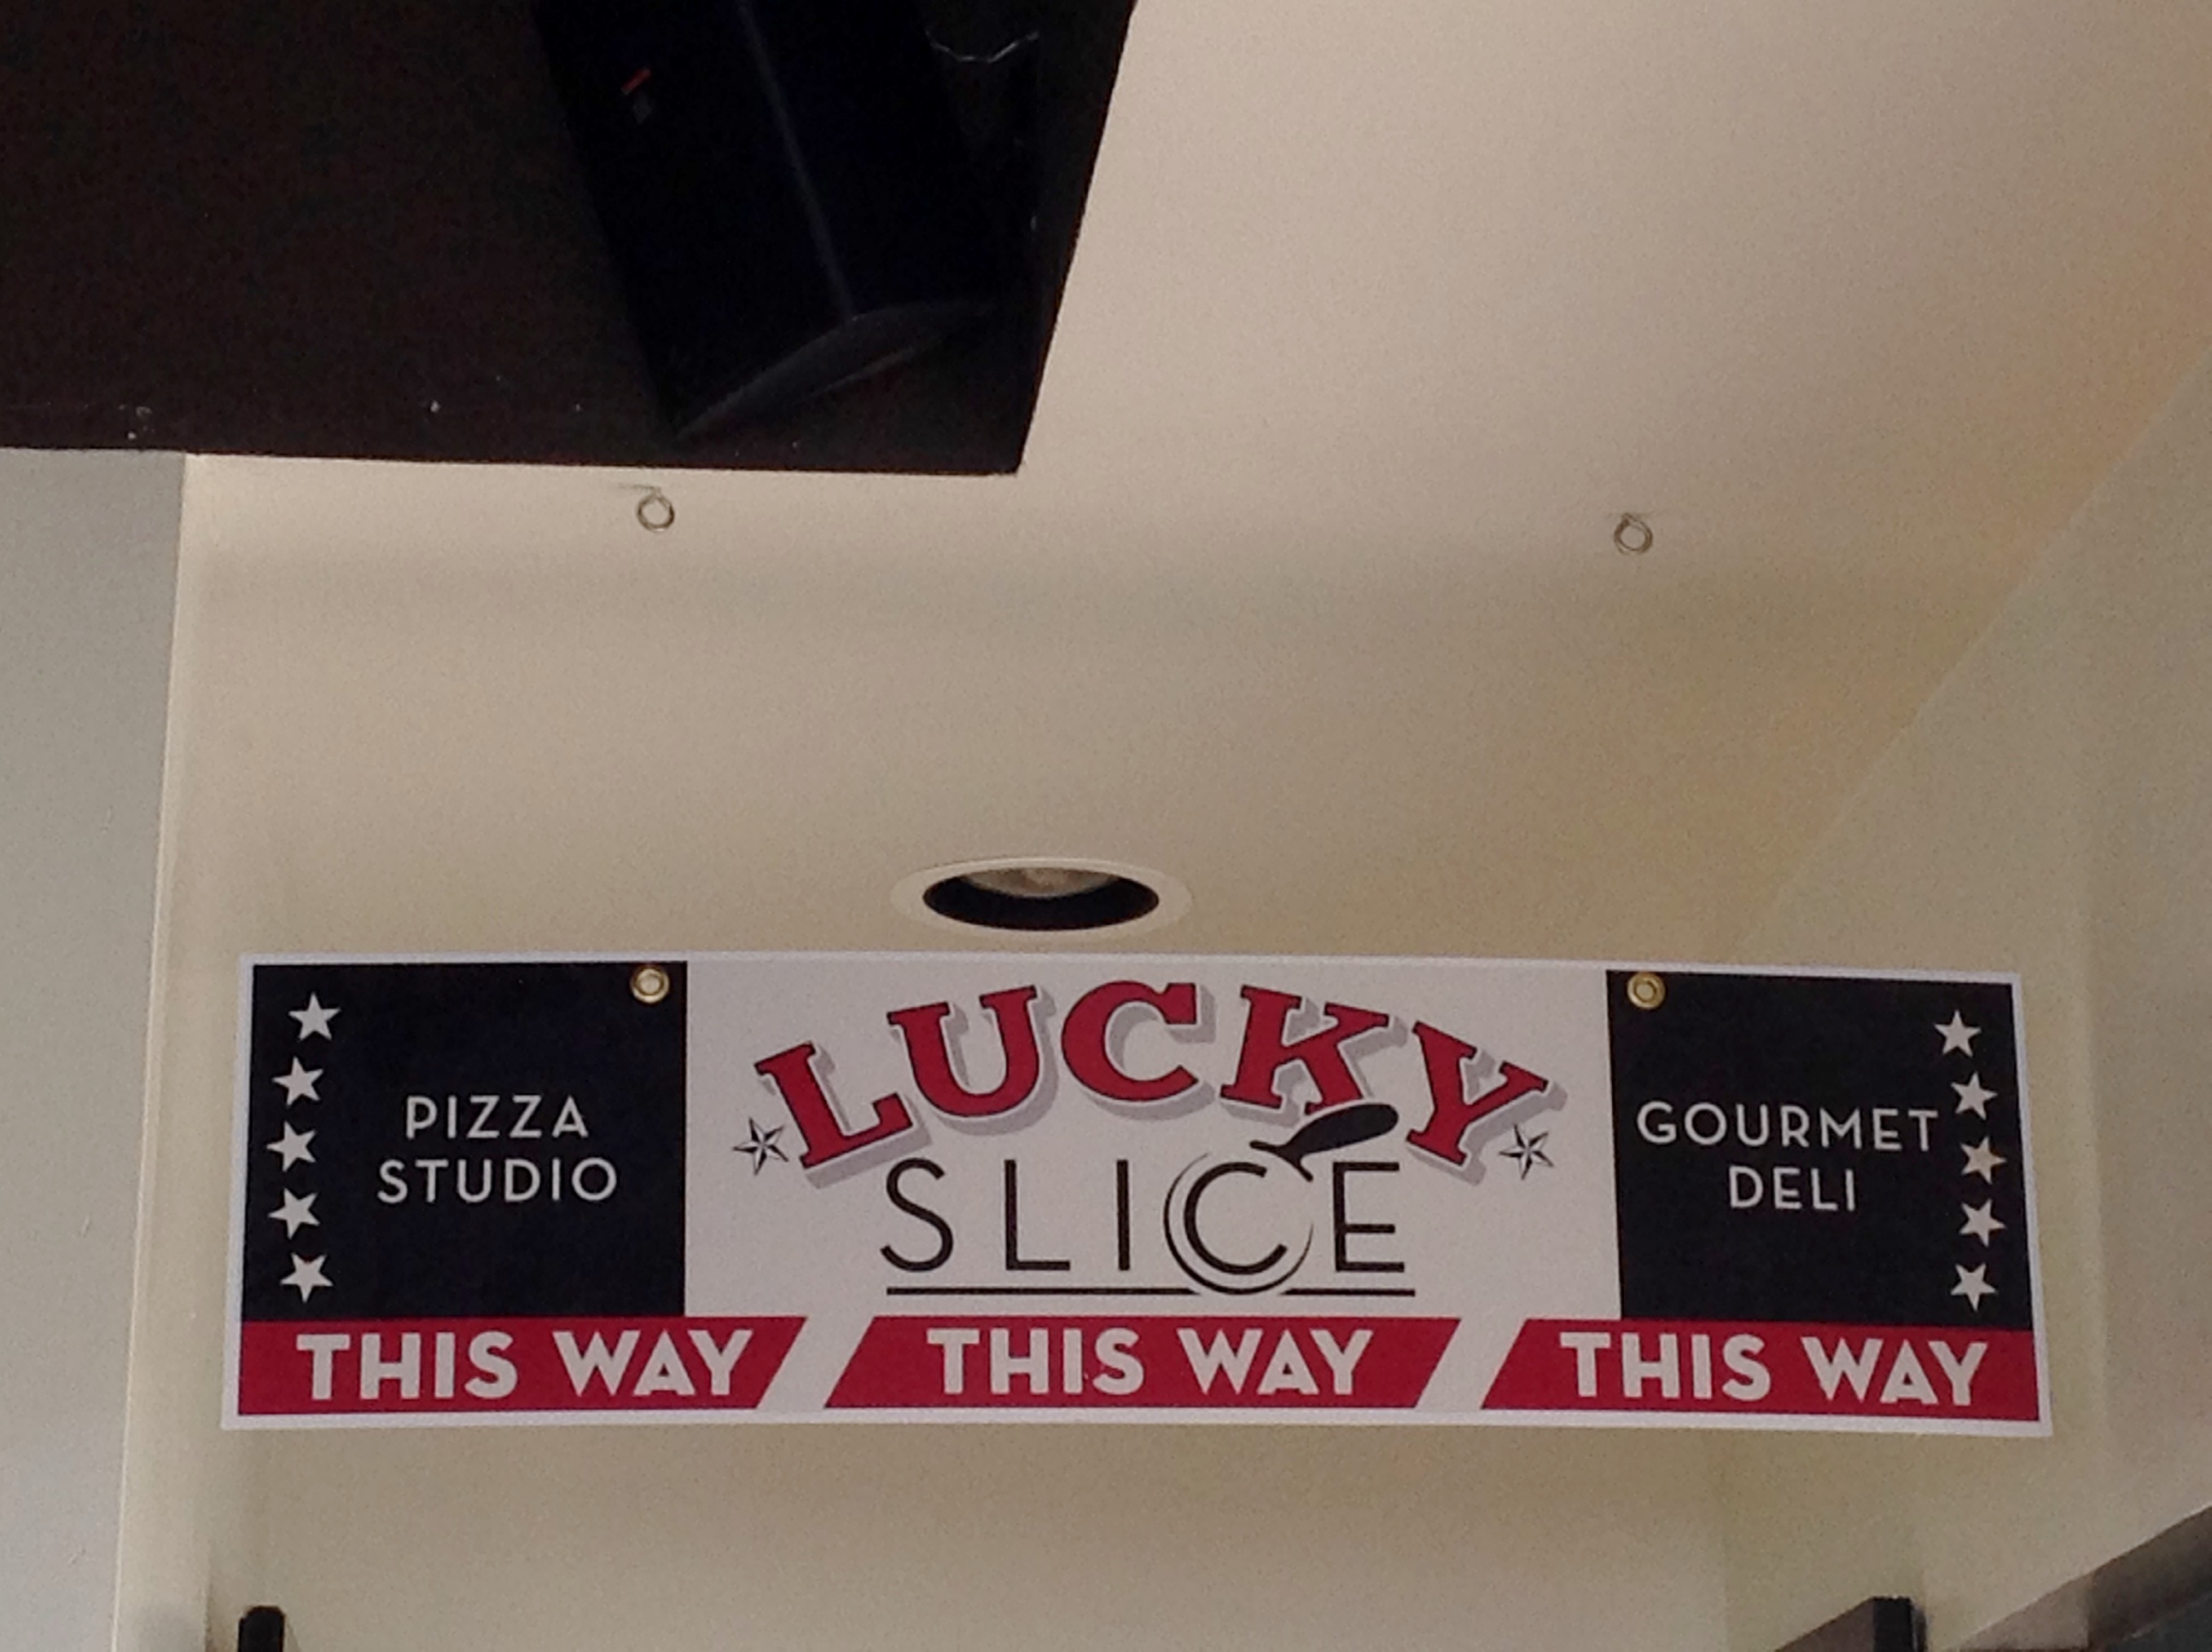 PIZZA
STUDIO
LUCKY
SLICE
GOURMET
DELI
THIS WAY
THIS WAY
THIS WAY